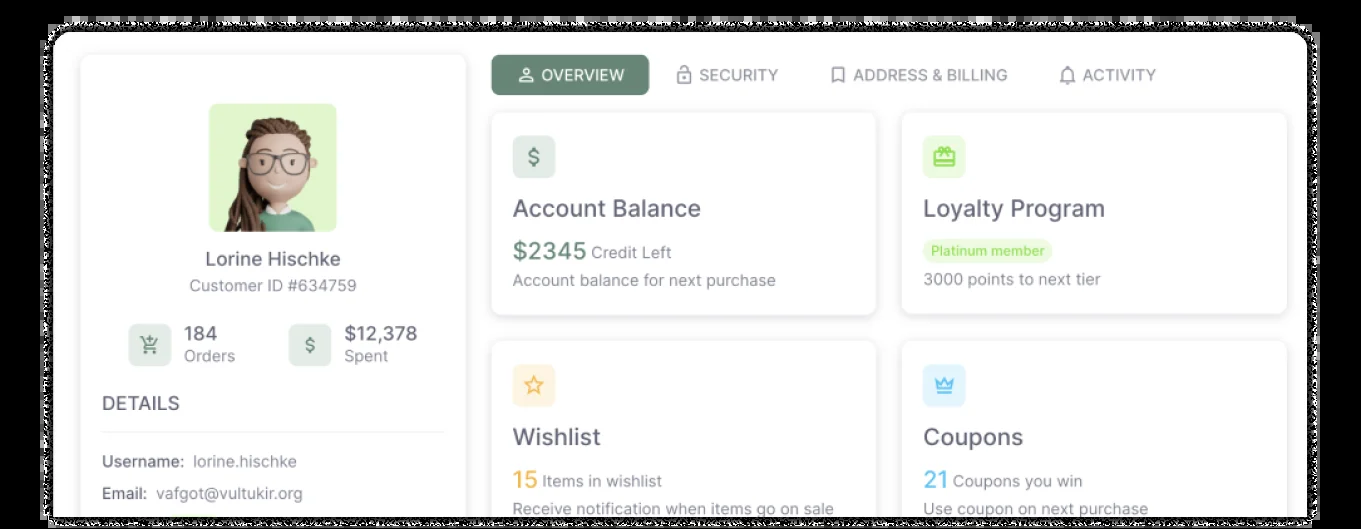 OVERVIEW
SECURITY
ADDRESS & BILLING
ACTIVITY
Lorine Hischke
Customer ID #634759
184
Orders
$12,378
Spent
DETAILS
Username: lorine.hischke
Email: vafgot@vultukir.org
$
Account Balance
$2345 Credit Left
Account balance for next purchase
Loyalty Program
Platinum member
3000 points to next tier
Wishlist
15 Items in wishlist
Receive notification when items go on sale
Coupons
21 Coupons you win
Use coupon on next purchase